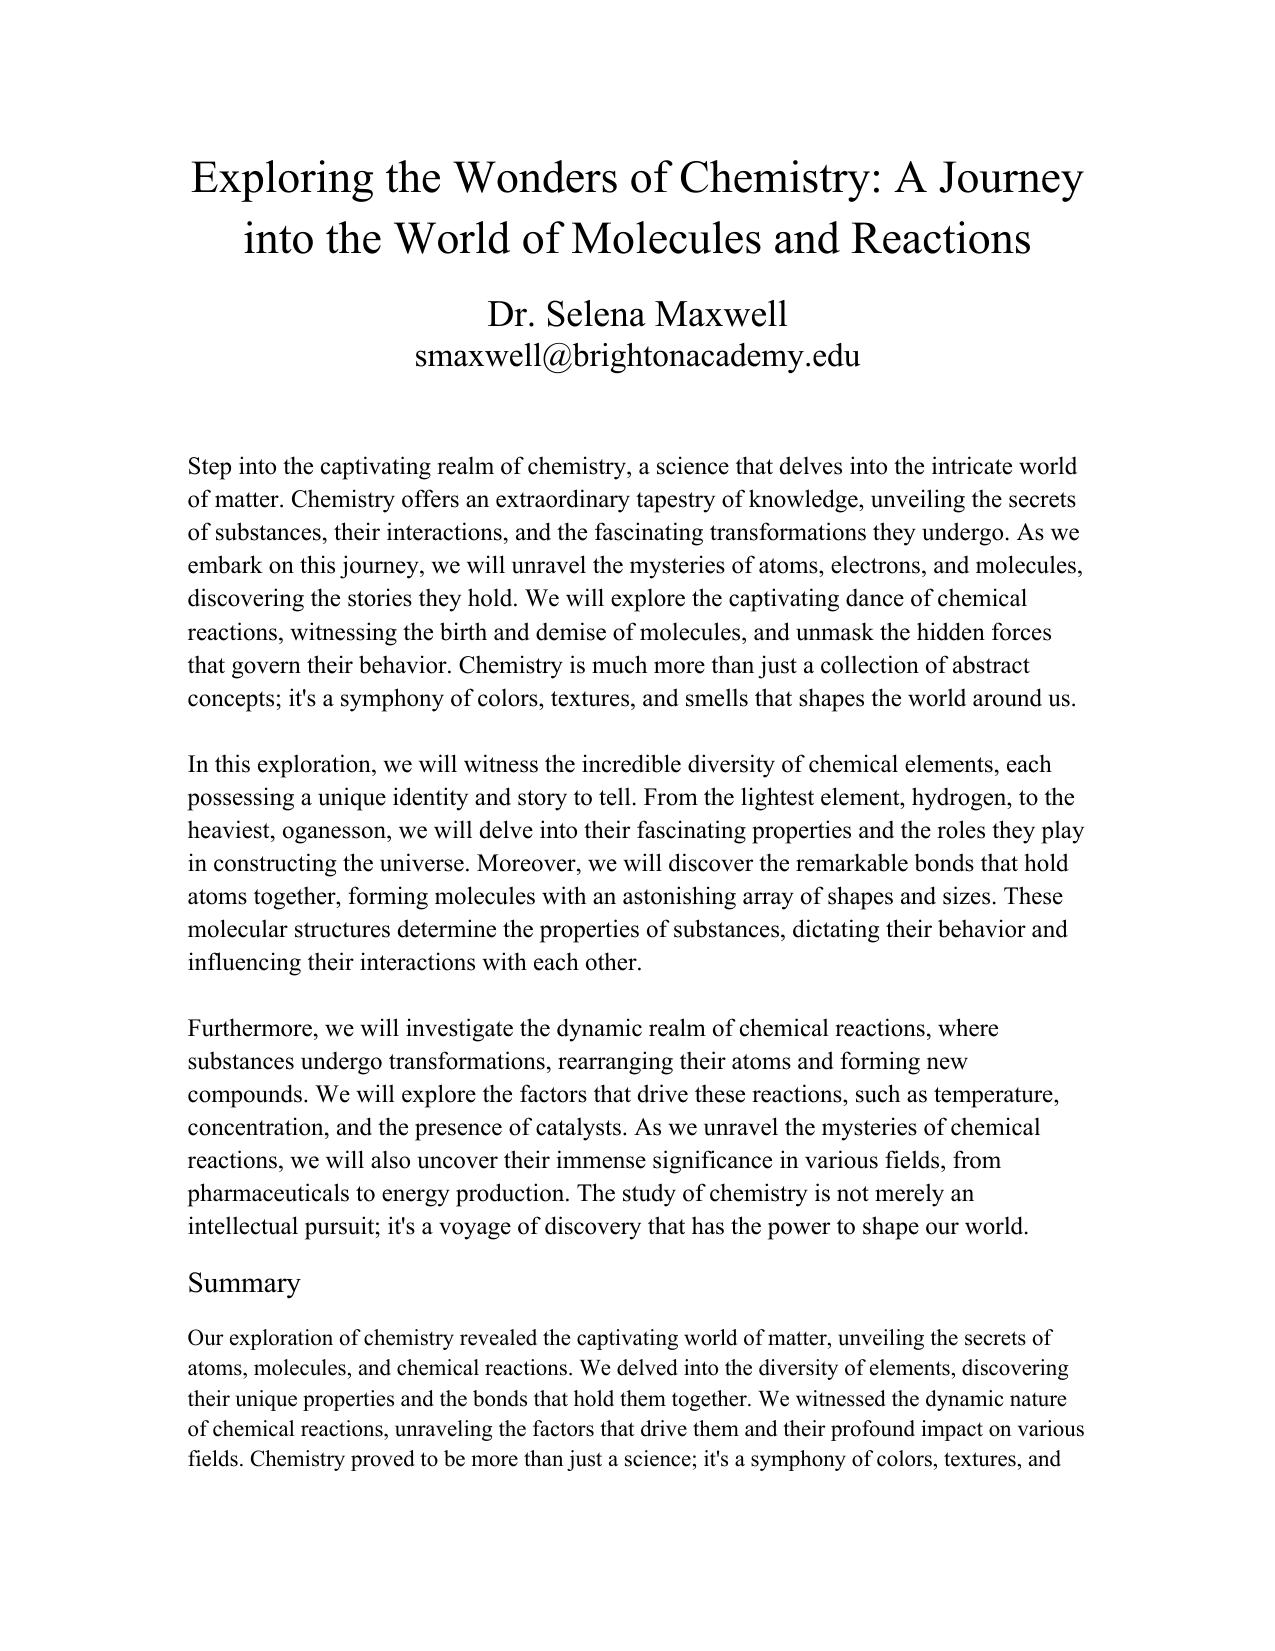 Exploring the Wonders of Chemistry: A Journey
into the World of Molecules and Reactions
Dr. Selena Maxwell
smaxwell@brightonacademy.edu
Step into the captivating realm of chemistry, a science that delves into the intricate world
of matter. Chemistry offers an extraordinary tapestry of knowledge, unveiling the secrets
of substances, their interactions, and the fascinating transformations they undergo. As we
embark on this journey, we will unravel the mysteries of atoms, electrons, and molecules,
discovering the stories they hold. We will explore the captivating dance of chemical
reactions, witnessing the birth and demise of molecules, and unmask the hidden forces
that govern their behavior. Chemistry is much more than just a collection of abstract
concepts; it's a symphony of colors, textures, and smells that shapes the world around us.
In this exploration, we will witness the incredible diversity of chemical elements, each
possessing a unique identity and story to tell. From the lightest element, hydrogen, to the
heaviest, oganesson, we will delve into their fascinating properties and the roles they play
in constructing the universe. Moreover, we will discover the remarkable bonds that hold
atoms together, forming molecules with an astonishing array of shapes and sizes. These
molecular structures determine the properties of substances, dictating their behavior and
influencing their interactions with each other.
Furthermore, we will investigate the dynamic realm of chemical reactions, where
substances undergo transformations, rearranging their atoms and forming new
compounds. We will explore the factors that drive these reactions, such as temperature,
concentration, and the presence of catalysts. As we unravel the mysteries of chemical
reactions, we will also uncover their immense significance in various fields, from
pharmaceuticals to energy production. The study of chemistry is not merely an
intellectual pursuit; it's a voyage of discovery that has the power to shape our world.
Summary
Our exploration of chemistry revealed the captivating world of matter, unveiling the secrets of
atoms, molecules, and chemical reactions. We delved into the diversity of elements, discovering
their unique properties and the bonds that hold them together. We witnessed the dynamic nature
of chemical reactions, unraveling the factors that drive them and their profound impact on various
fields. Chemistry proved to be more than just a science; it's a symphony of colors, textures, and